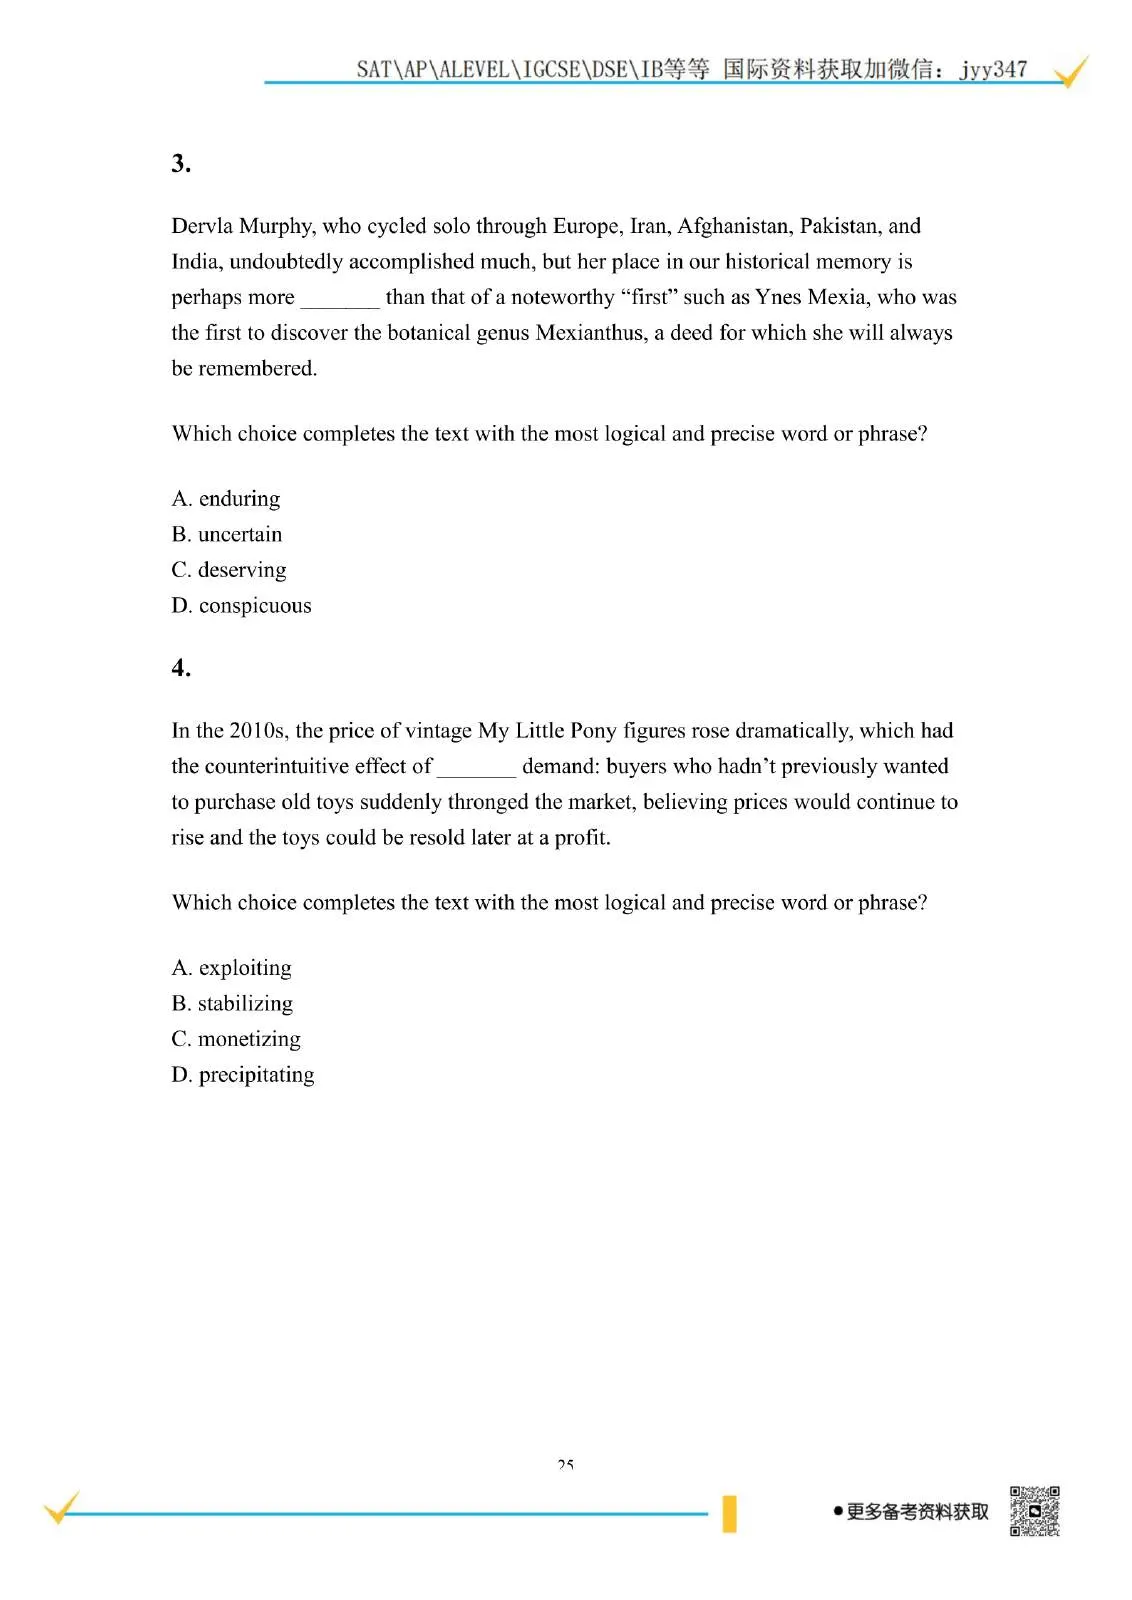 SAT\AP\ALEVEL\IGCSE\DSE\IB等等 国际资料获取加微信：jyy347
3.
Dervla Murphy, who cycled solo through Europe, Iran, Afghanistan, Pakistan, and
India, undoubtedly accomplished much, but her place in our historical memory is
perhaps more _______ than that of a noteworthy “first” such as Ynes Mexia, who was
the first to discover the botanical genus Mexianthus, a deed for which she will always
be remembered.
Which choice completes the text with the most logical and precise word or phrase?
A. enduring
B. uncertain
C. deserving
D. conspicuous
4.
In the 2010s, the price of vintage My Little Pony figures rose dramatically, which had
the counterintuitive effect of _______ demand: buyers who hadn’t previously wanted
to purchase old toys suddenly thronged the market, believing prices would continue to
rise and the toys could be resold later at a profit.
Which choice completes the text with the most logical and precise word or phrase?
A. exploiting
B. stabilizing
C. monetizing
D. precipitating
25
●更多备考资料获取